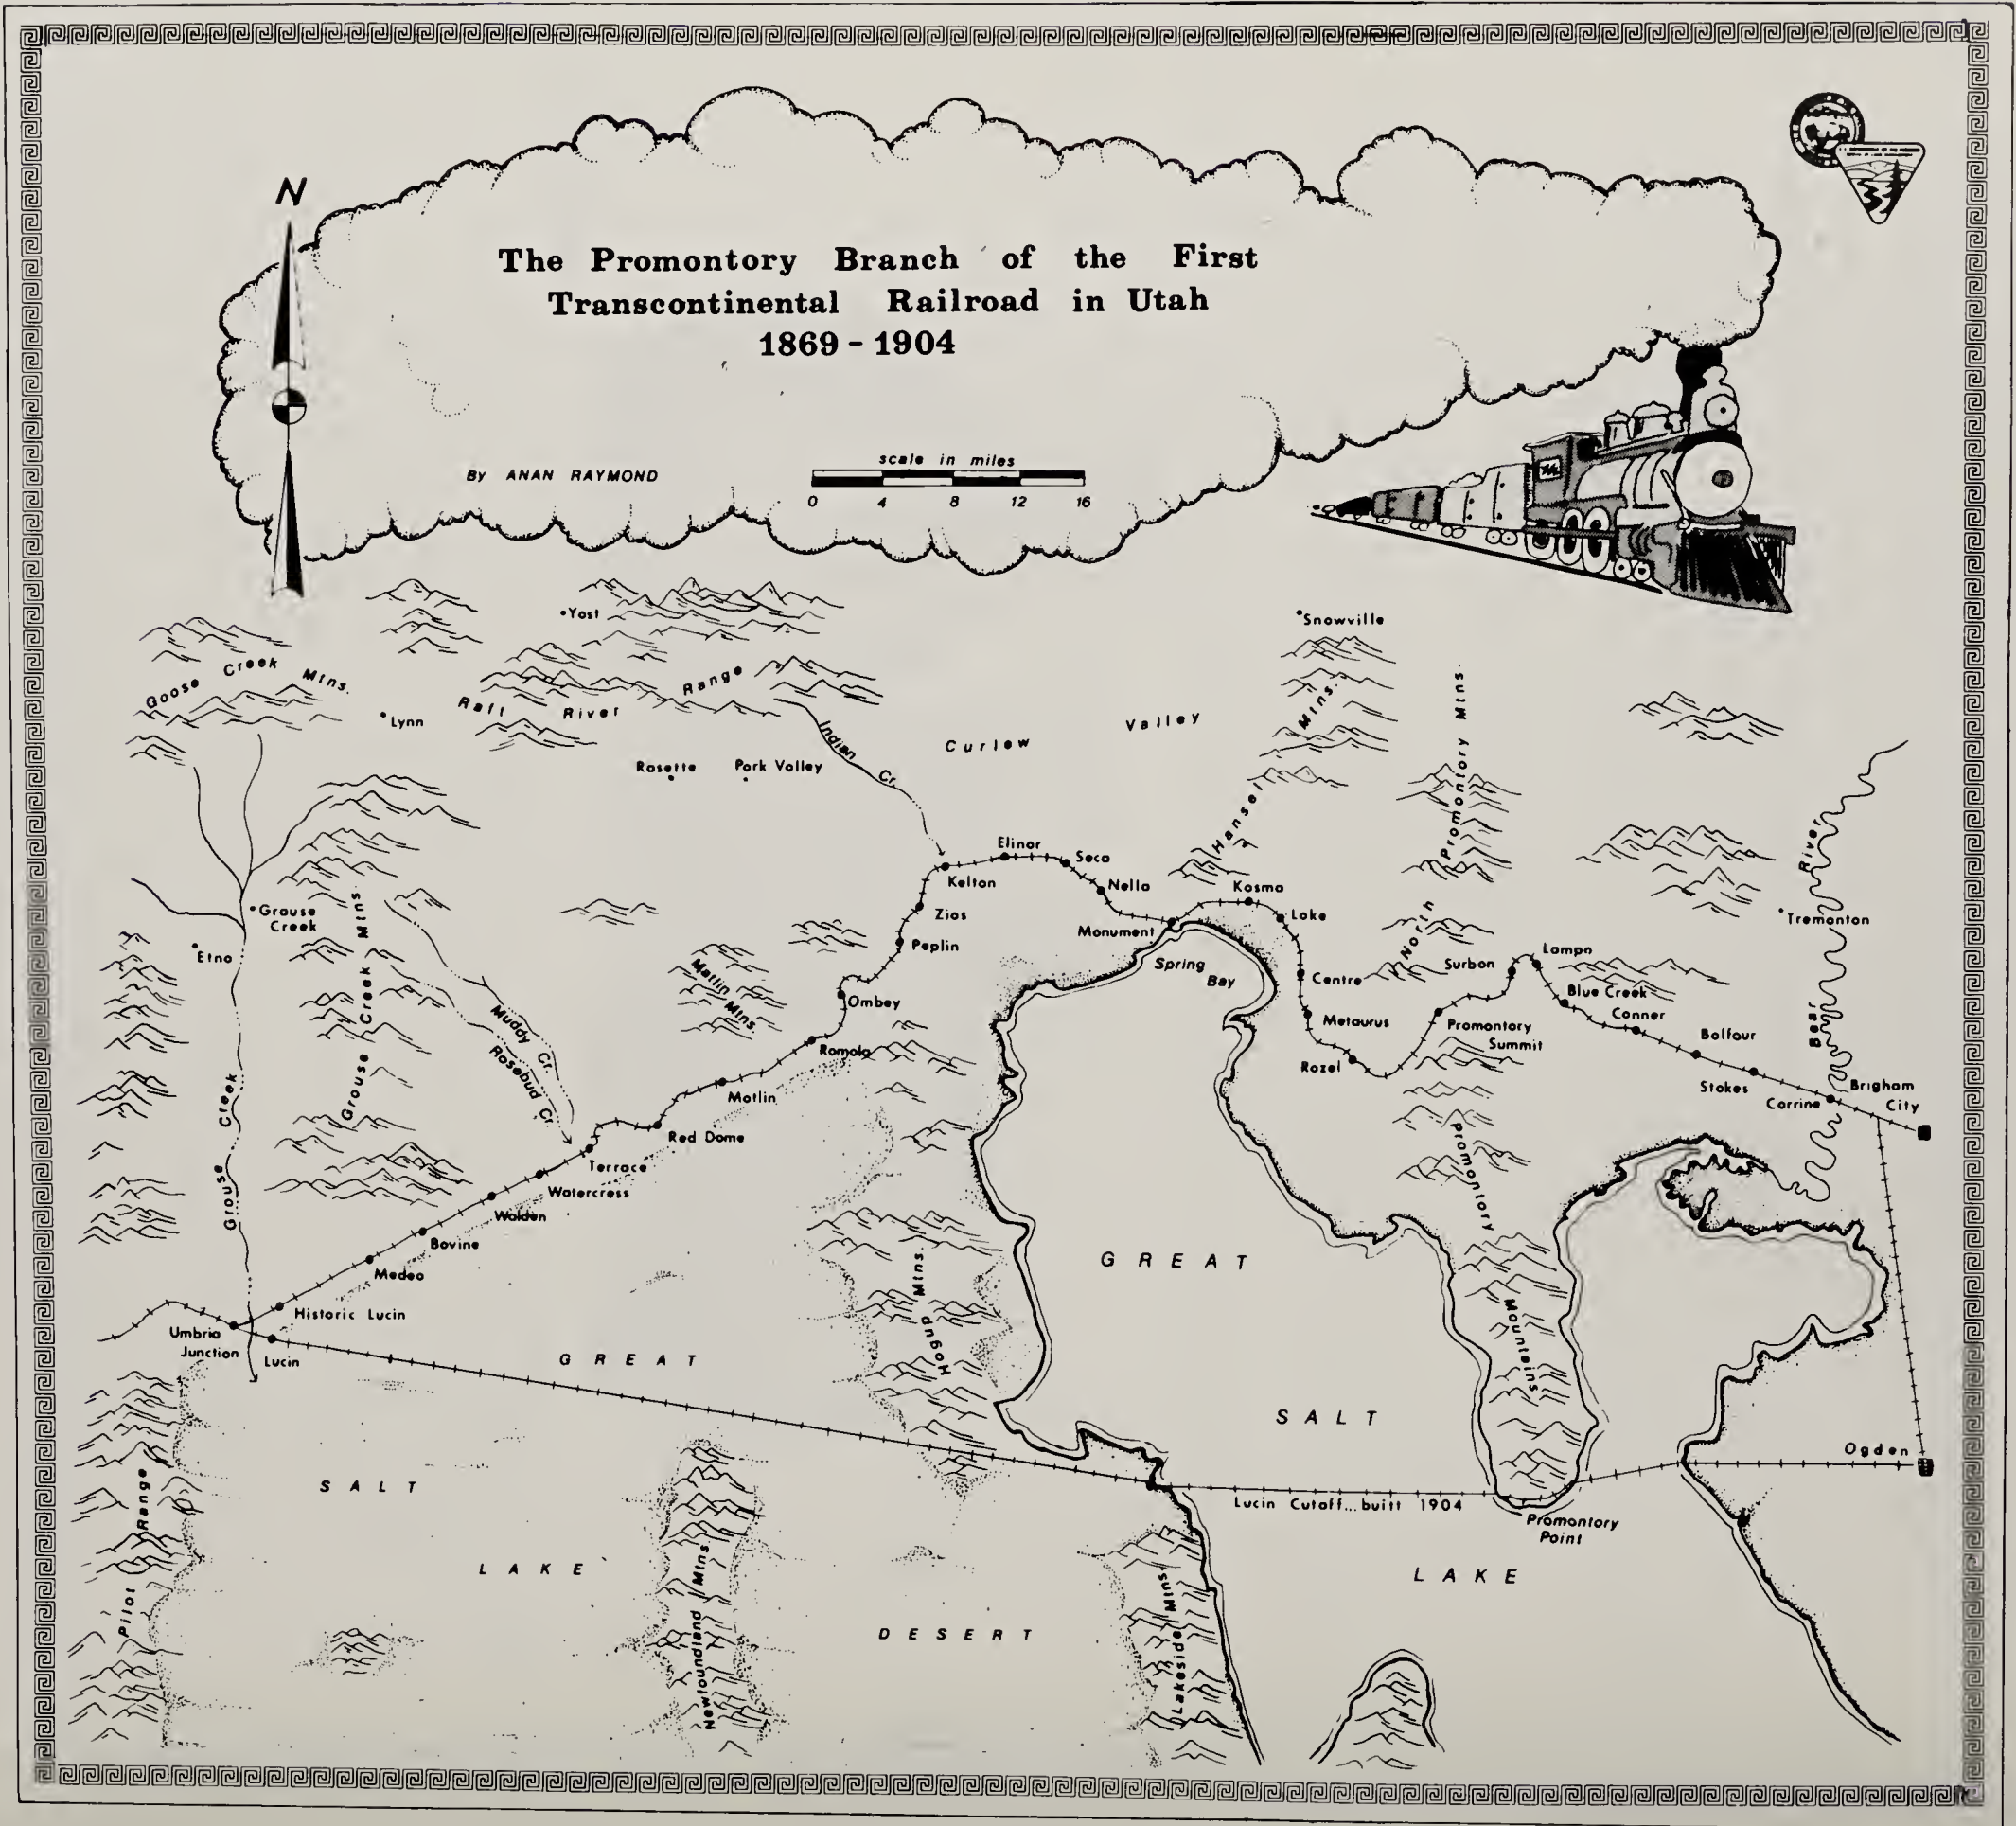 N
The Promontory Branch of the First
Transcontinental Railroad in Utah
1869 - 1904
By ANAN RAYMOND
scale in miles
0 4 8 12 16
Yost
Snowville
Goose Creek Mtns.
Lynn
Raft River Range
Indian Cr.
Curlew Valley
Rosette
Park Valley
Hansel Mtns.
North Promontory Mtns.
Bear River
Tremonton
Grouse
Creek
Etna
Grouse Creek Mtns.
Grouse Creek
Muddy Cr.
Rosebud Cr.
Matlin Mtns.
Elinor
Seco
Kelton
Nella
Zias
Peplin
Monument
Kosmo
Lake
Spring
Bay
Centre
Ombey
Metaurus
Surbon
Lampo
Blue Creek
Conner
Promontory
Summit
Balfour
Romola
Rozel
Stokes
Corrine
Brigham
City
Matlin
Red Dome
Terrace
Watercress
Walden
Bovine
Medea
Historic Lucin
Umbria
Junction
Lucin
Hogup Mtns.
Promontory Mountains
GREAT
SALT
LAKE
GREAT
SALT
LAKE
DESERT
Ogden
Lucin Cutoff...built 1904
Promontory
Point
Pilot Range
Newfoundland Mtns.
Lakeside Mtns.